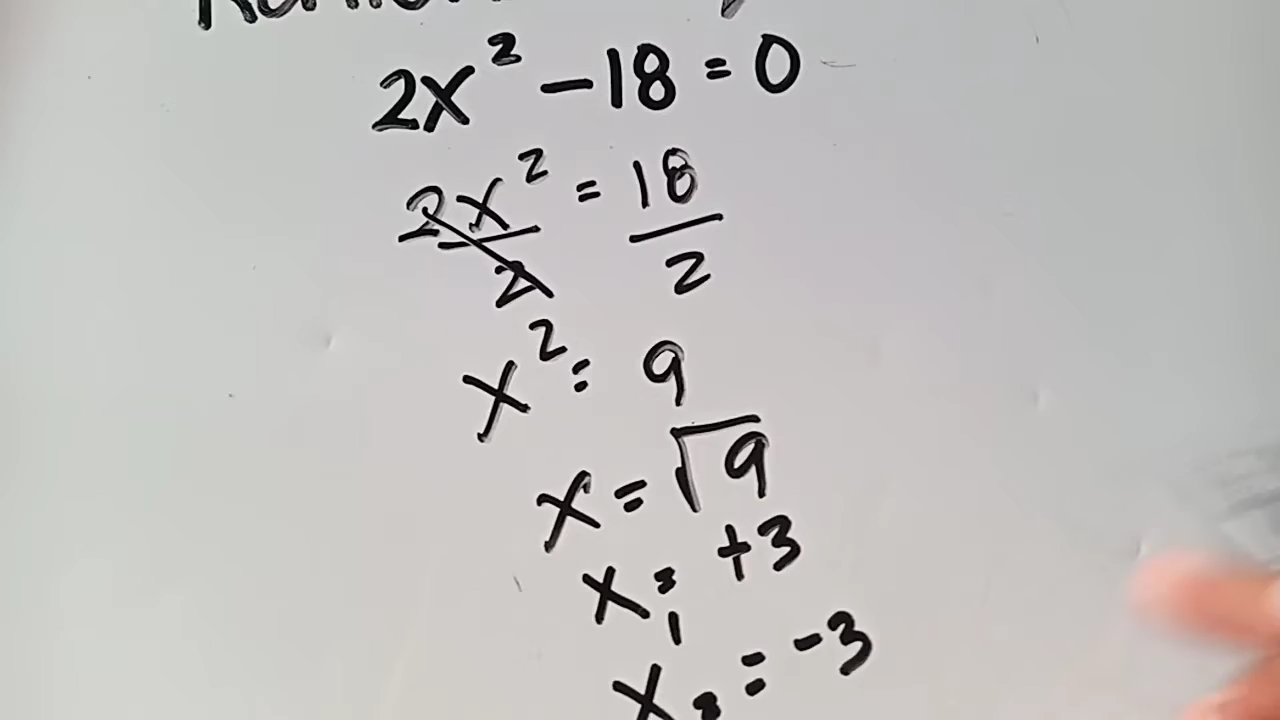 2x² - 18 = 0
2x² = 18
2 2
x² = 9
x = √9
x₁ = +3
x₂ = -3